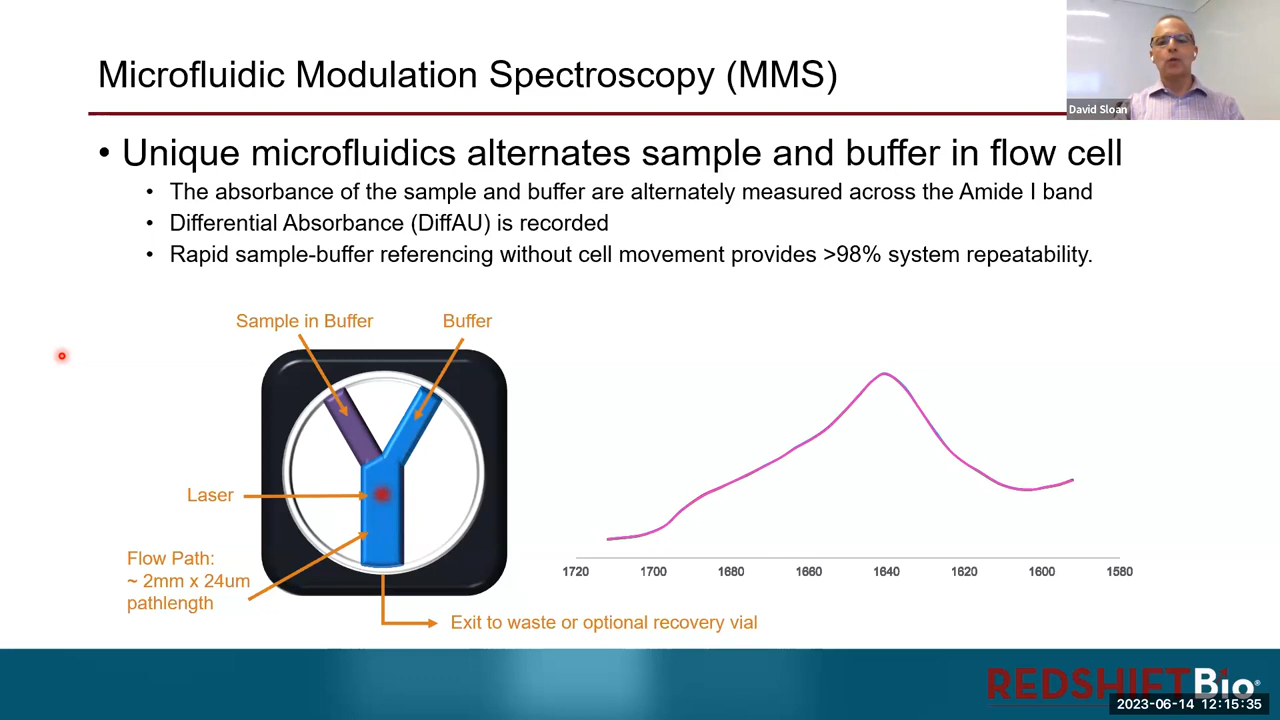 Microfluidic Modulation Spectroscopy (MMS)
David Sloan
• Unique microfluidics alternates sample and buffer in flow cell
• The absorbance of the sample and buffer are alternately measured across the Amide I band
• Differential Absorbance (DiffAU) is recorded
• Rapid sample-buffer referencing without cell movement provides >98% system repeatability.
Sample in Buffer
Buffer
Laser
Flow Path:
~ 2mm x 24um
pathlength
Exit to waste or optional recovery vial
1720 1700 1680 1660 1640 1620 1600 1580
REDSHIFTBio®
2023-06-14 12:15:35